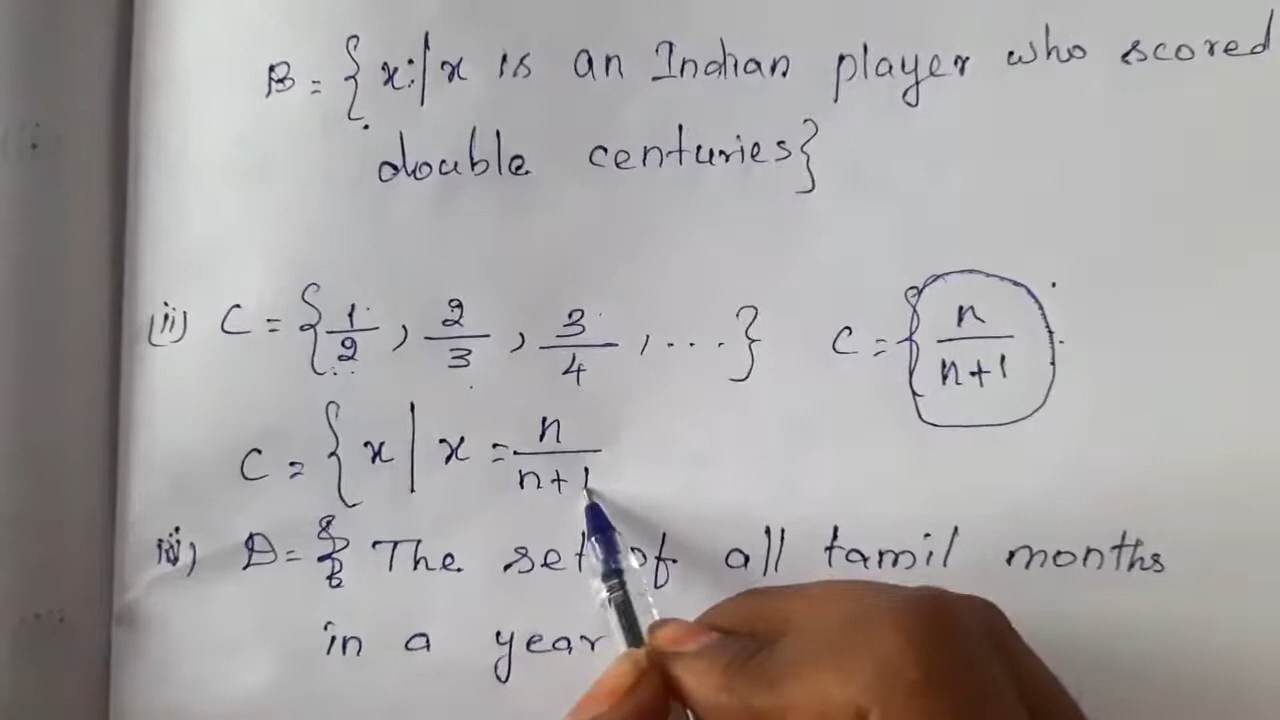 B = {x:/x is an Indian player who scored
double centuries}
(ii) C = {1/2, 2/3, 3/4, ...} C = {n/n+1
C = {x | x = n/n+1
iii) D = The set of all tamil months
in a year